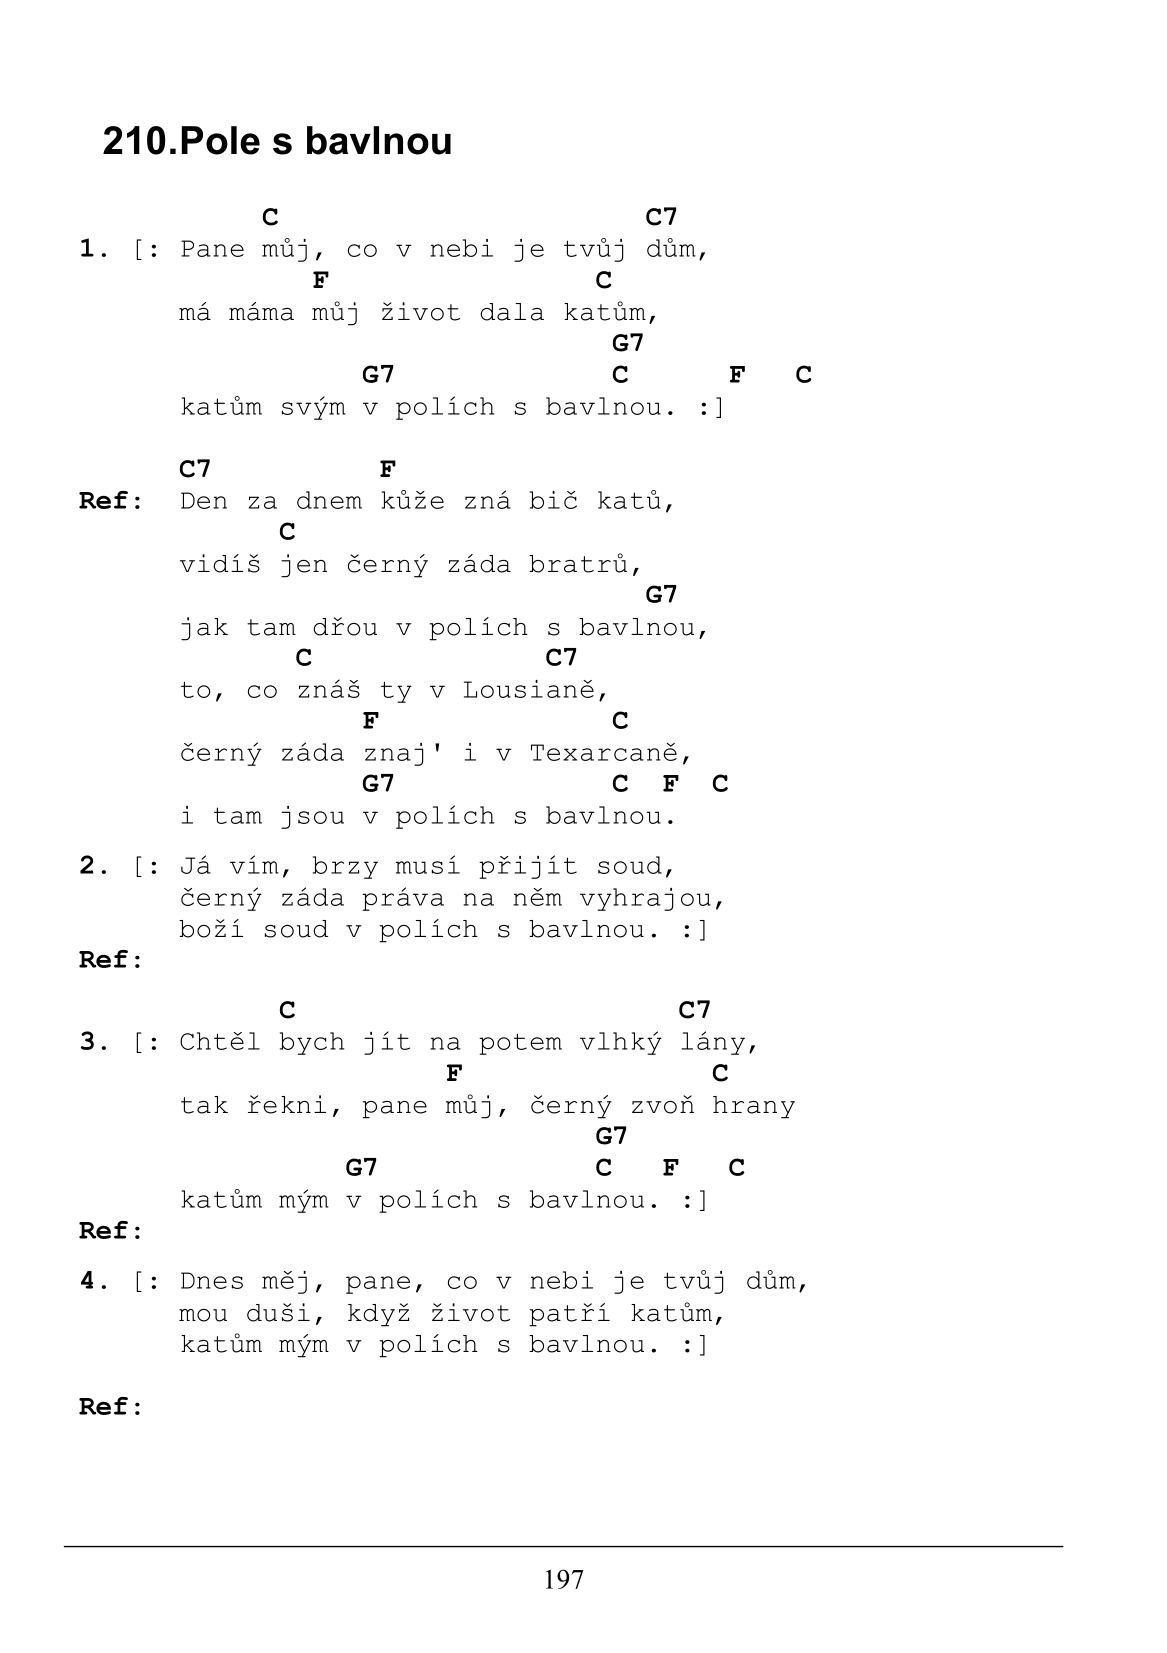 210.Pole s bavlnou
C C7
1. [: Pane můj, co v nebi je tvůj dům,
F C
má máma můj život dala katům,
G7
G7 C F C
katům svým v polích s bavlnou. :]
C7 F
Ref: Den za dnem kůže zná bič katů,
C
vidíš jen černý záda bratrů,
G7
jak tam dřou v polích s bavlnou,
C C7
to, co znáš ty v Lousianě,
F C
černý záda znaj' i v Texarcaně,
G7 C F C
i tam jsou v polích s bavlnou.
2. [: Já vím, brzy musí přijít soud,
černý záda práva na něm vyhrajou,
boží soud v polích s bavlnou. :]
Ref:
C C7
3. [: Chtěl bych jít na potem vlhký lány,
F C
tak řekni, pane můj, černý zvoň hrany
G7
G7 C F C
katům mým v polích s bavlnou. :]
Ref:
4. [: Dnes měj, pane, co v nebi je tvůj dům,
mou duši, když život patří katům,
katům mým v polích s bavlnou. :]
Ref:
197